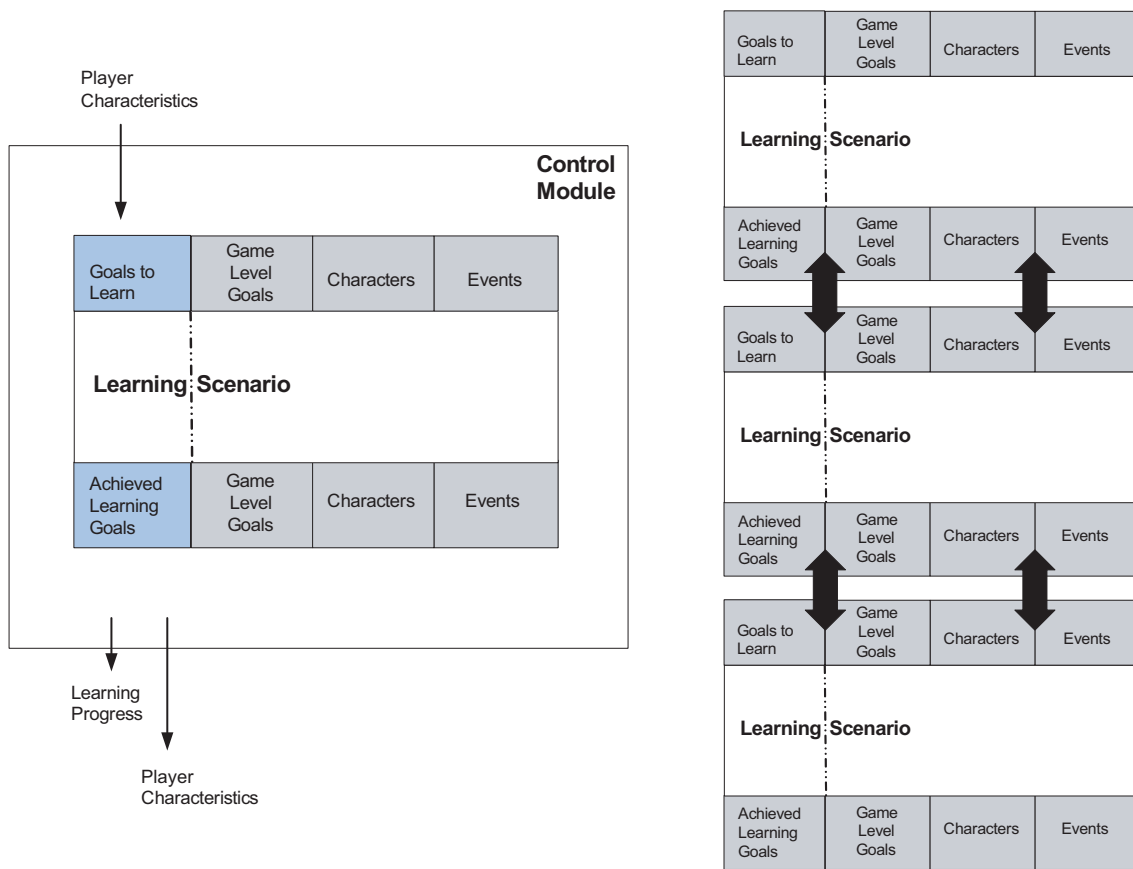 Player
Characteristics
Control
Module
Goals to
Learn
Game
Level
Goals
Characters
Events
Learning Scenario
Achieved
Learning
Goals
Game
Level
Goals
Characters
Events
Learning
Progress
Player
Characteristics
Goals to
Learn
Game
Level
Goals
Characters
Events
Learning Scenario
Achieved
Learning
Goals
Game
Level
Goals
Characters
Events
Goals to
Learn
Game
Level
Goals
Characters
Events
Learning Scenario
Achieved
Learning
Goals
Game
Level
Goals
Characters
Events
Goals to
Learn
Game
Level
Goals
Characters
Events
Learning Scenario
Achieved
Learning
Goals
Game
Level
Goals
Characters
Events